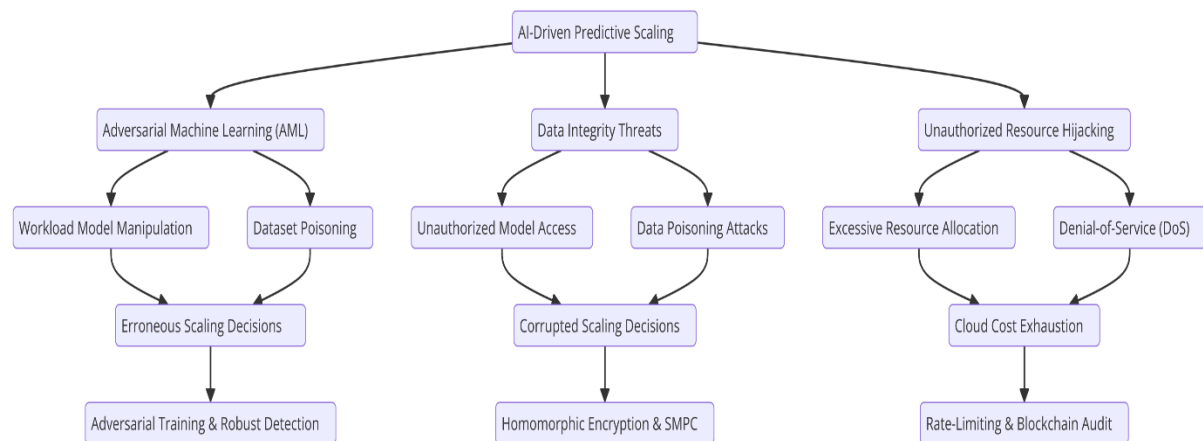 AI-Driven Predictive Scaling
Adversarial Machine Learning (AML)
Data Integrity Threats
Unauthorized Resource Hijacking
Workload Model Manipulation
Dataset Poisoning
Unauthorized Model Access
Data Poisoning Attacks
Excessive Resource Allocation
Denial-of-Service (DoS)
Erroneous Scaling Decisions
Corrupted Scaling Decisions
Cloud Cost Exhaustion
Adversarial Training & Robust Detection
Homomorphic Encryption & SMPC
Rate-Limiting & Blockchain Audit